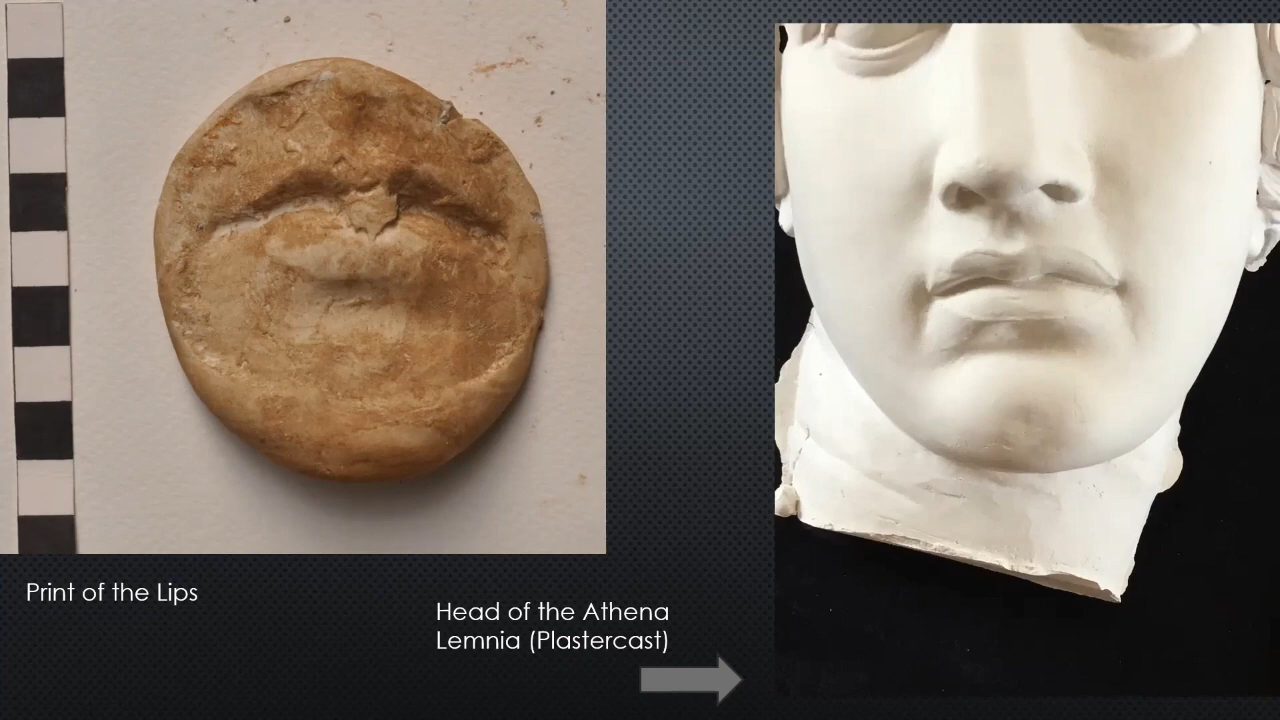 Print of the Lips
Head of the Athena
Lemnia (Plastercast)